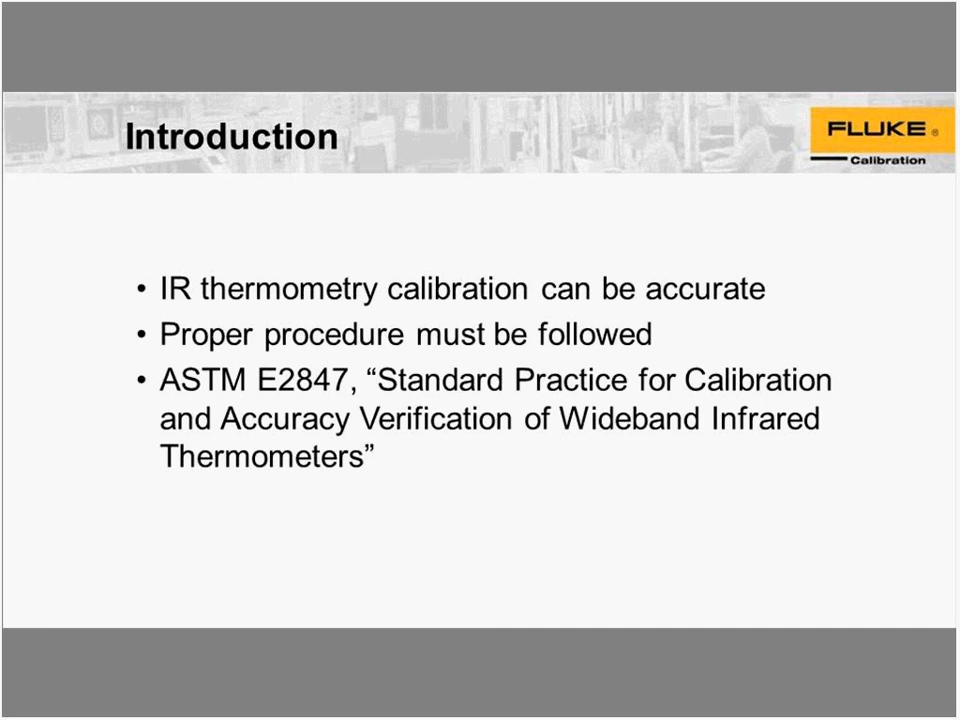 Introduction
FLUKE ®
Calibration
• IR thermometry calibration can be accurate
• Proper procedure must be followed
• ASTM E2847, “Standard Practice for Calibration
and Accuracy Verification of Wideband Infrared
Thermometers”